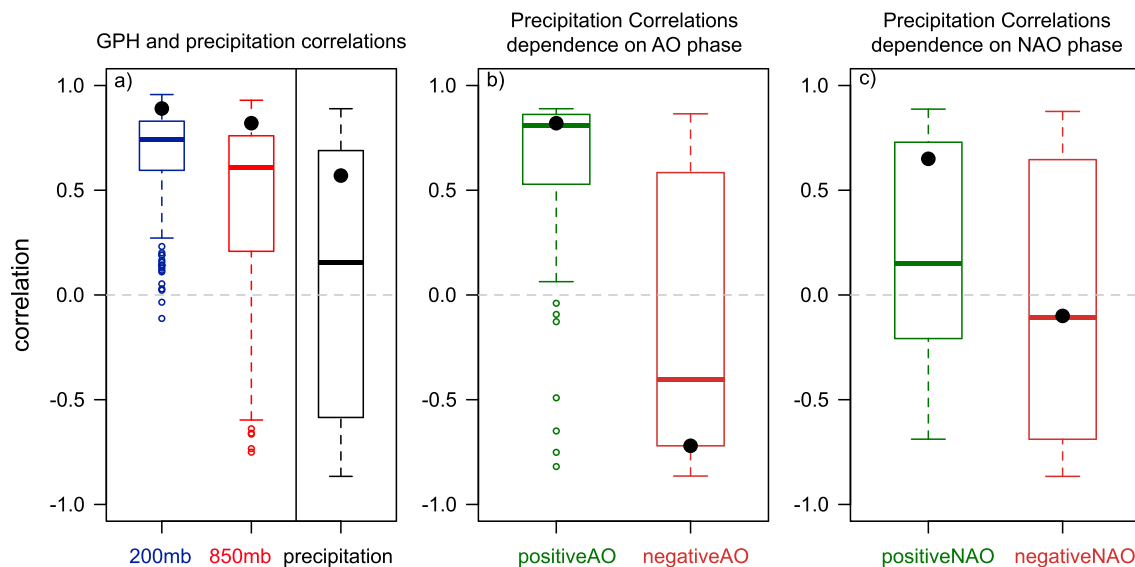 GPH and precipitation correlations
a)
correlation
1.0
0.5
0.0
-0.5
-1.0
200mb 850mb precipitation
Precipitation Correlations
dependence on AO phase
b)
1.0
0.5
0.0
-0.5
-1.0
positiveAO negativeAO
Precipitation Correlations
dependence on NAO phase
c)
1.0
0.5
0.0
-0.5
-1.0
positiveNAO negativeNAO